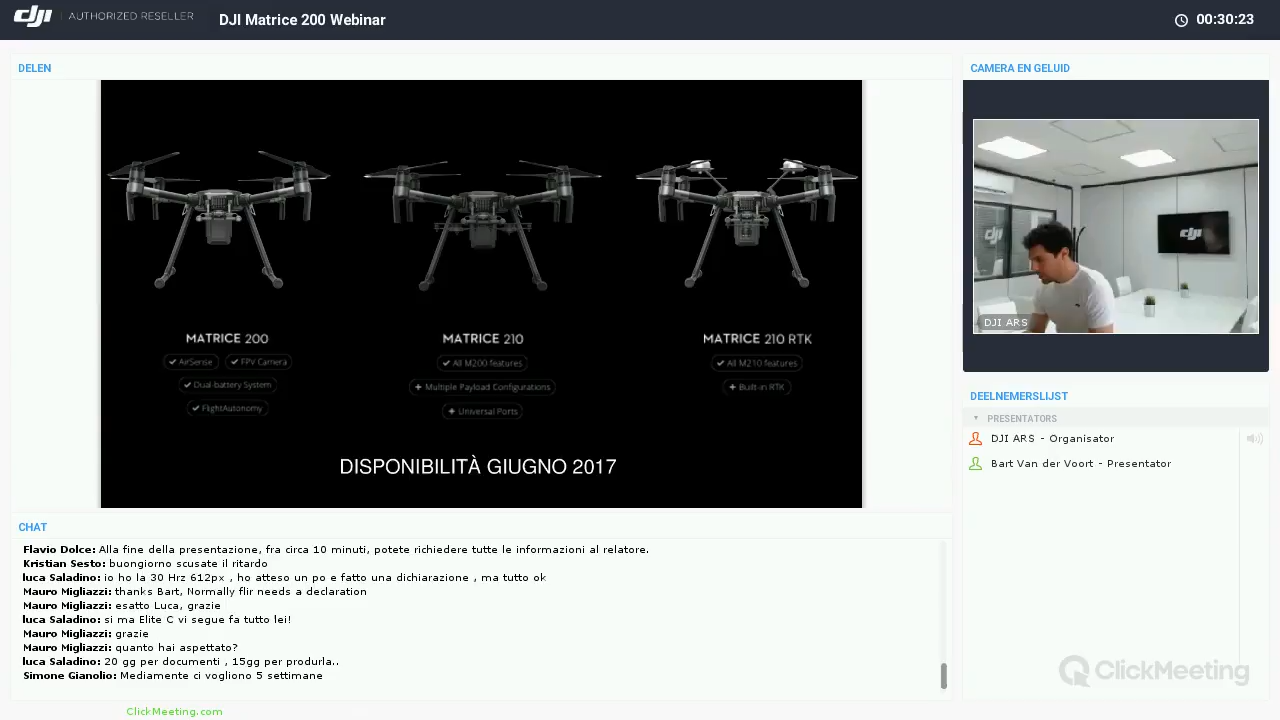 dji AUTHORIZED RESELLER DJI Matrice 200 Webinar 00:30:23
DELEN
CAMERA EN GELUID
dji
dji
DJI ARS
MATRICE 200
MATRICE 210
MATRICE 210 RTK
AirSense FPV Camera
All M200 features
All M210 features
Dual-battery System
Multiple Payload Configurations
Built-in RTK
FlightAutonomy
Universal Ports
DISPONIBILITÀ GIUGNO 2017
DEELNEMERSLIJST
PRESENTATORS
DJI ARS - Organisator
Bart Van der Voort - Presentator
CHAT
Flavio Dolce: Alla fine della presentazione, fra circa 10 minuti, potete richiedere tutte le informazioni al relatore.
Kristian Sesto: buongiorno scusate il ritardo
luca Saladino: io ho la 30 Hrz 612px , ho atteso un po e fatto una dichiarazione , ma tutto ok
Mauro Migliazzi: thanks Bart, Normally flir needs a declaration
Mauro Migliazzi: esatto Luca, grazie
luca Saladino: si ma Elite C vi segue fa tutto lei!
Mauro Migliazzi: grazie
Mauro Migliazzi: quanto hai aspettato?
luca Saladino: 20 gg per documenti , 15gg per produrla..
Simone Gianolio: Mediamente ci vogliono 5 settimane
ClickMeeting
ClickMeeting.com